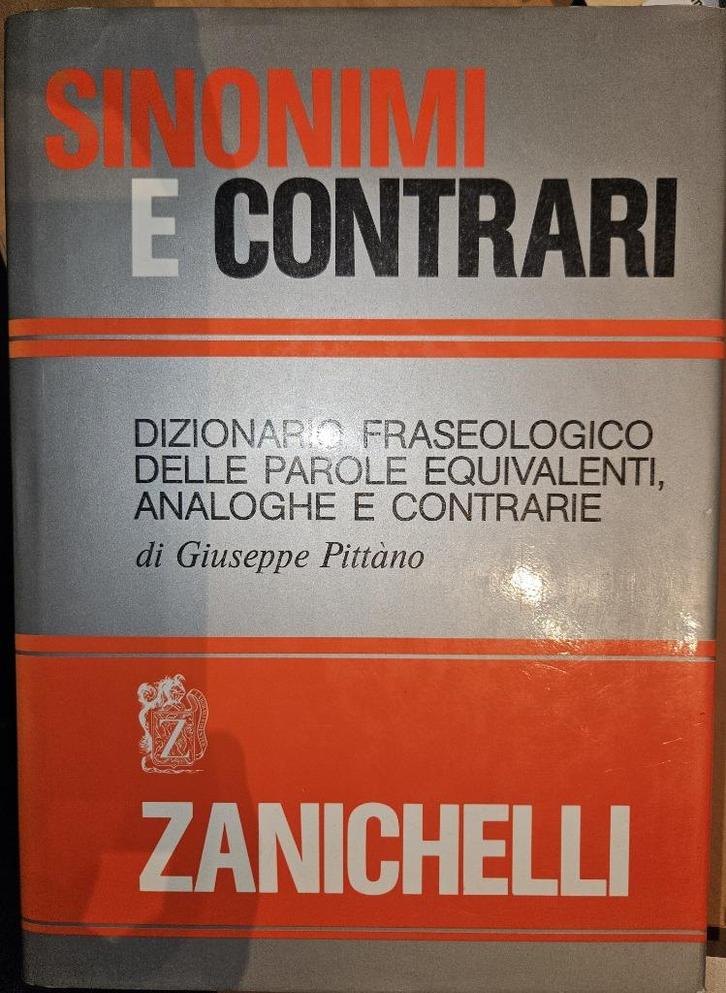 SINONIMI
E CONTRARI
DIZIONARIO FRASEOLOGICO
DELLE PAROLE EQUIVALENTI,
ANALOGHE E CONTRARIE
di Giuseppe Pittàno
Z
ZANICHELLI